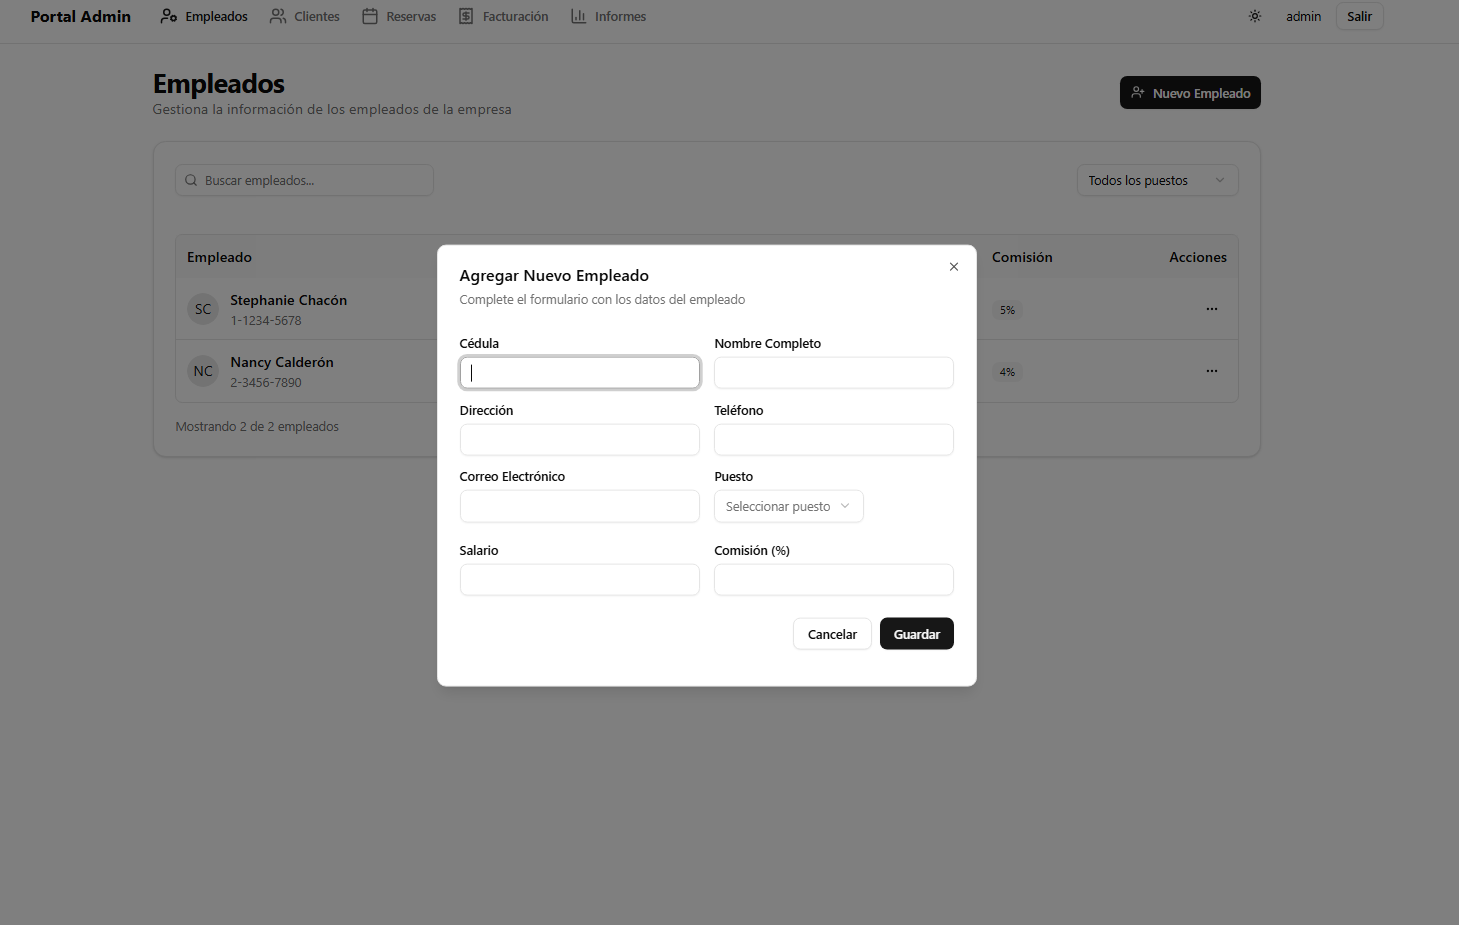 Portal Admin Empleados Clientes Reservas Facturación Informes admin Salir
Empleados
Gestiona la información de los empleados de la empresa
Nuevo Empleado
Buscar empleados...
Todos los puestos
Empleado Comisión Acciones
SC Stephanie Chacón
1-1234-5678
5% ...
NC Nancy Calderón
2-3456-7890
4% ...
Mostrando 2 de 2 empleados
Agregar Nuevo Empleado
Complete el formulario con los datos del empleado
Cédula Nombre Completo
Dirección Teléfono
Correo Electrónico Puesto
Seleccionar puesto
Salario Comisión (%)
Cancelar Guardar